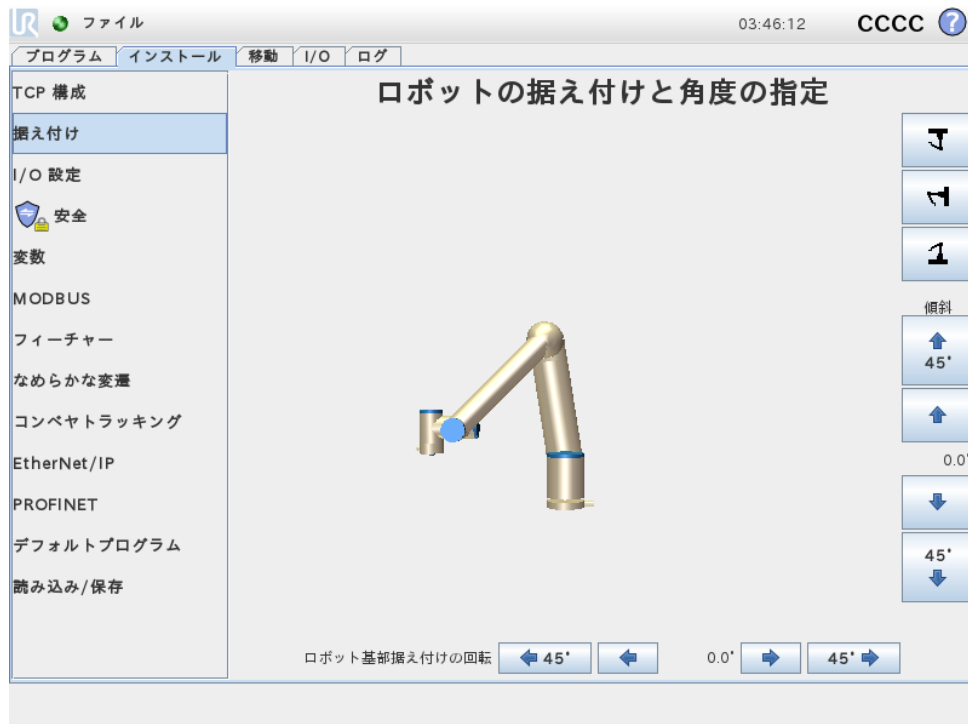 UR ファイル 03:46:12 CCCC ?
プログラム インストール 移動 I/O ログ
TCP 構成
据え付け
I/O 設定
安全
変数
MODBUS
フィーチャー
なめらかな変遷
コンベヤトラッキング
EtherNet/IP
PROFINET
デフォルトプログラム
読み込み/保存
ロボットの据え付けと角度の指定
傾斜
45°
0.0°
45°
ロボット基部据え付けの回転 45° 0.0° 45°